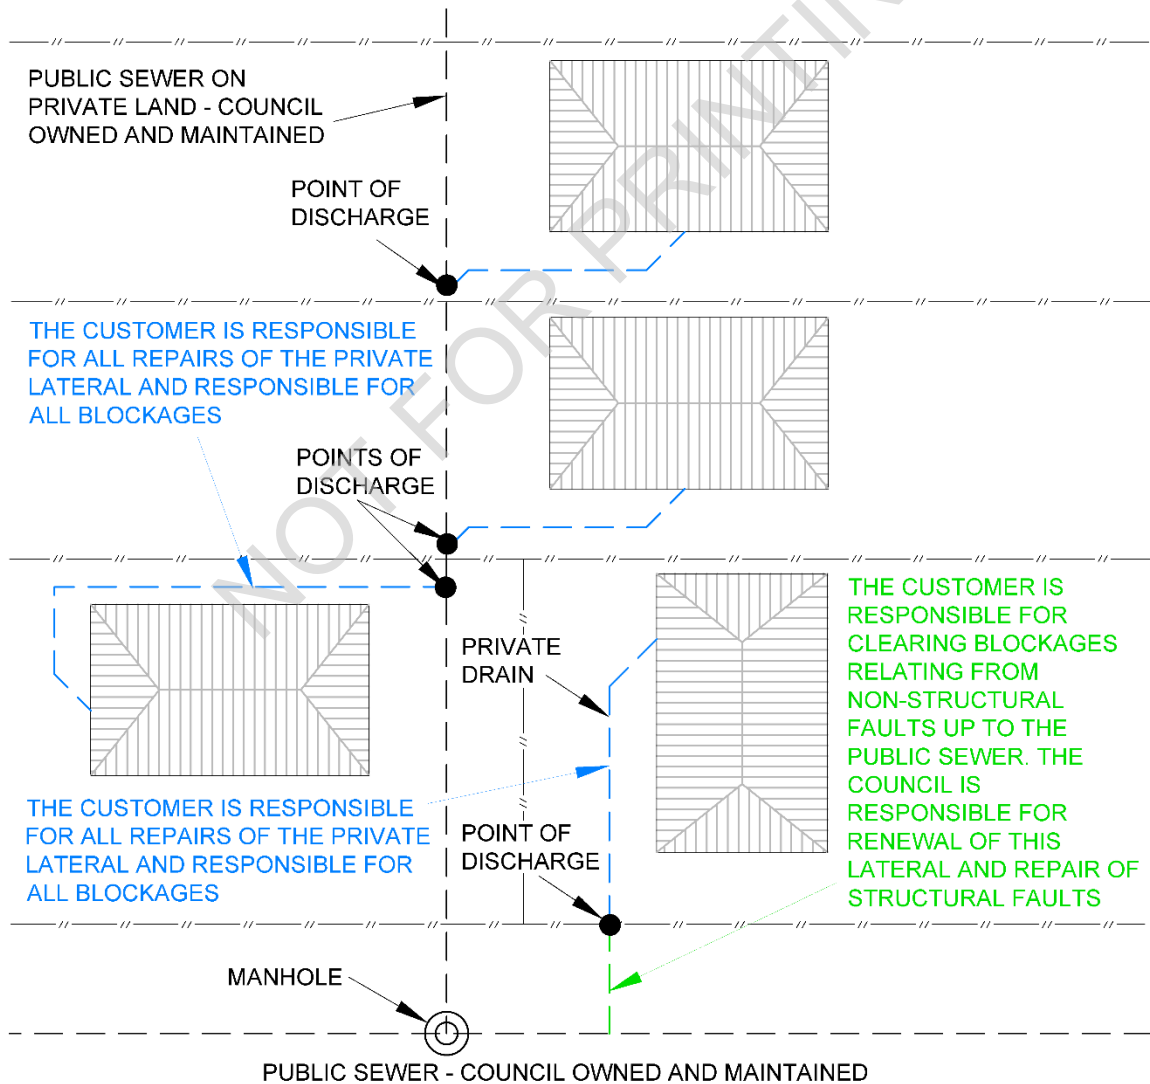 PUBLIC SEWER ON
PRIVATE LAND - COUNCIL
OWNED AND MAINTAINED
POINT OF
DISCHARGE
THE CUSTOMER IS RESPONSIBLE
FOR ALL REPAIRS OF THE PRIVATE
LATERAL AND RESPONSIBLE FOR
ALL BLOCKAGES
POINTS OF
DISCHARGE
PRIVATE
DRAIN
THE CUSTOMER IS
RESPONSIBLE FOR
CLEARING BLOCKAGES
RELATING FROM
NON-STRUCTURAL
FAULTS UP TO THE
PUBLIC SEWER. THE
COUNCIL IS
RESPONSIBLE FOR
RENEWAL OF THIS
LATERAL AND REPAIR OF
STRUCTURAL FAULTS
THE CUSTOMER IS RESPONSIBLE
FOR ALL REPAIRS OF THE PRIVATE
LATERAL AND RESPONSIBLE FOR
ALL BLOCKAGES
POINT OF
DISCHARGE
MANHOLE
PUBLIC SEWER - COUNCIL OWNED AND MAINTAINED
NOT FOR PRINTIN